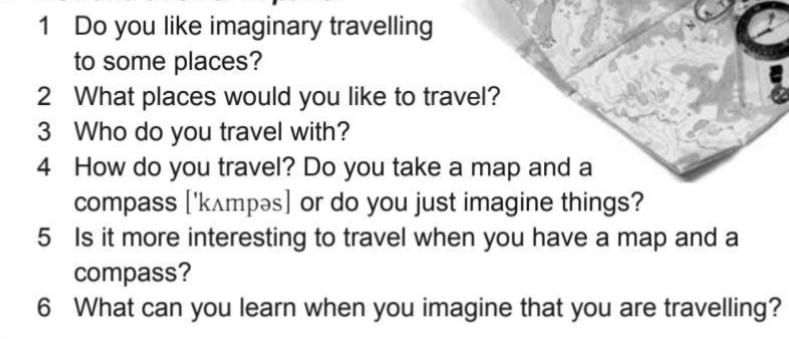 1 Do you like imaginary travelling
to some places?
2 What places would you like to travel?
3 Who do you travel with?
4 How do you travel? Do you take a map and a
compass ['kʌmpəs] or do you just imagine things?
5 Is it more interesting to travel when you have a map and a
compass?
6 What can you learn when you imagine that you are travelling?